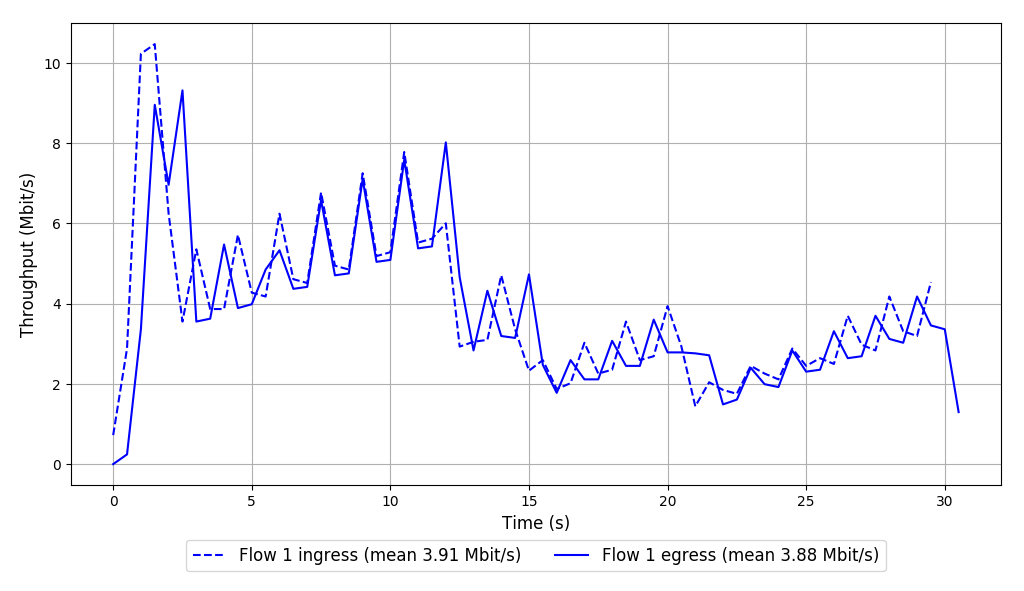 Throughput (Mbit/s)
10
8
6
4
2
0
0 5 10 15 20 25 30
Time (s)
Flow 1 ingress (mean 3.91 Mbit/s) Flow 1 egress (mean 3.88 Mbit/s)